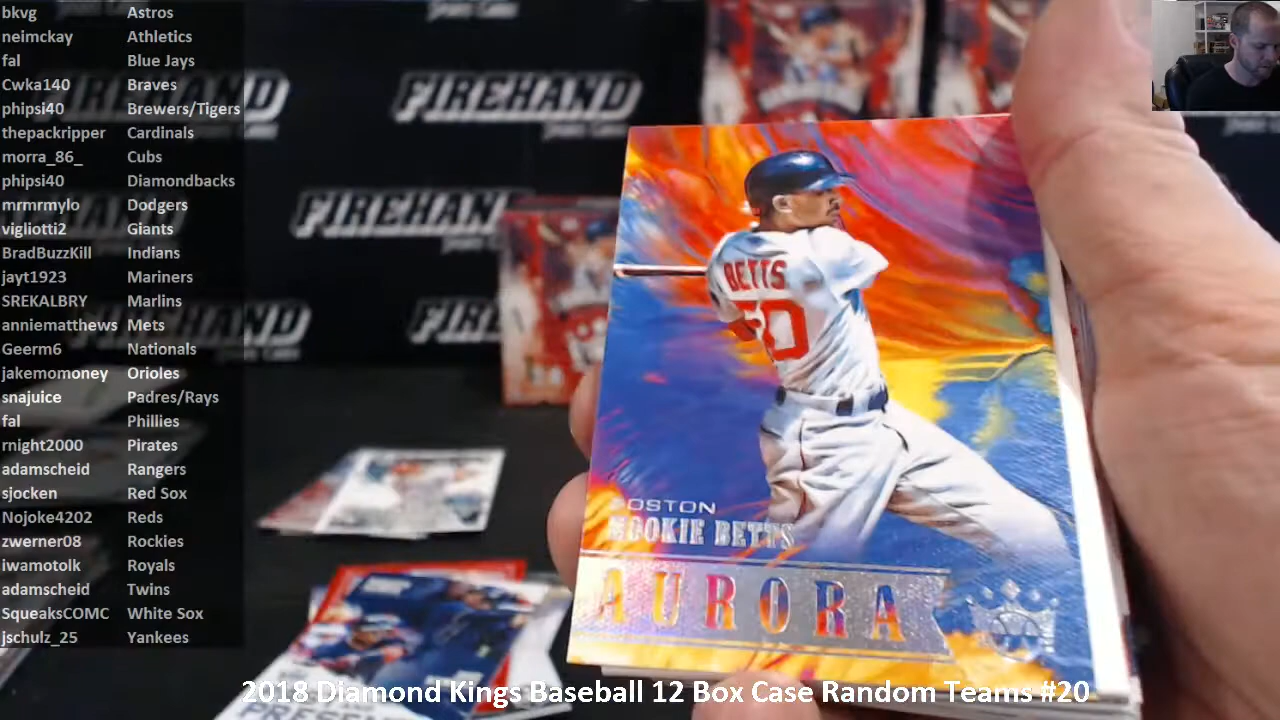 bkvg Astros
neimckay Athletics
fal Blue Jays
Cwka140 Braves
phipsi40 Brewers/Tigers
thepackripper Cardinals
morra_86_ Cubs
phipsi40 Diamondbacks
mrmrmylo Dodgers
vigliotti2 Giants
BradBuzzKill Indians
jayt1923 Mariners
SREKALBRY Marlins
anniematthews Mets
Geerm6 Nationals
jakemomoney Orioles
snajuice Padres/Rays
fal Phillies
rnight2000 Pirates
adamscheid Rangers
sjocken Red Sox
Nojoke4202 Reds
zwerner08 Rockies
iwamotolk Royals
adamscheid Twins
SqueaksCOMC White Sox
jschulz_25 Yankees
FIREHAND
FIREHAND
BETTS
50
BOSTON
MOOKIE BETTS
AURORA
2018 Diamond Kings Baseball 12 Box Case Random Teams #20